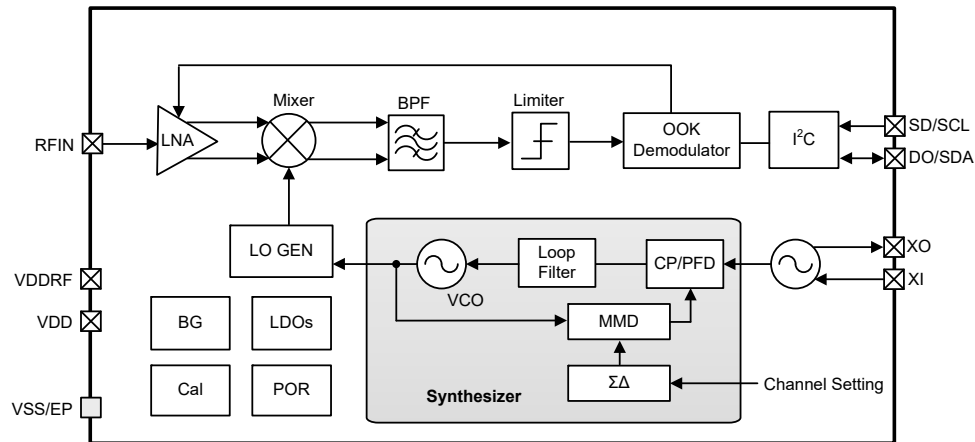 Mixer
BPF
Limiter
RFIN
LNA
OOK
Demodulator
I²C
SD/SCL
DO/SDA
LO GEN
Loop
Filter
CP/PFD
XO
XI
VCO
VDDRF
VDD
BG
LDOs
MMD
Cal
POR
Synthesizer
ΣΔ
Channel Setting
VSS/EP